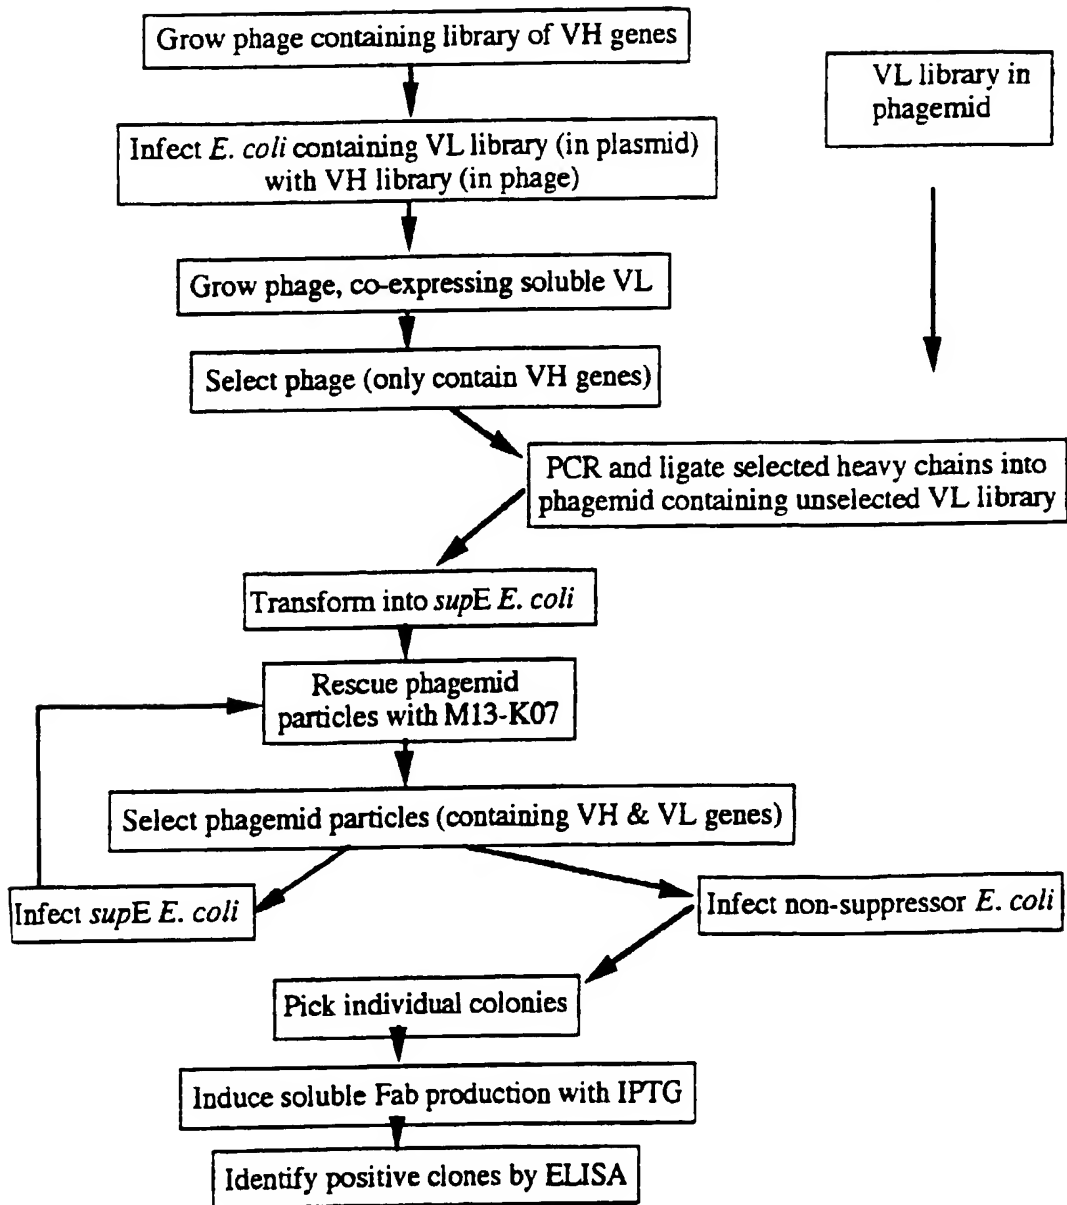 Grow phage containing library of VH genes
VL library in
phagemid
Infect E. coli containing VL library (in plasmid)
with VH library (in phage)
Grow phage, co-expressing soluble VL
Select phage (only contain VH genes)
PCR and ligate selected heavy chains into
phagemid containing unselected VL library
Transform into supE E. coli
Rescue phagemid
particles with M13-K07
Select phagemid particles (containing VH & VL genes)
Infect supE E. coli
Infect non-suppressor E. coli
Pick individual colonies
Induce soluble Fab production with IPTG
Identify positive clones by ELISA